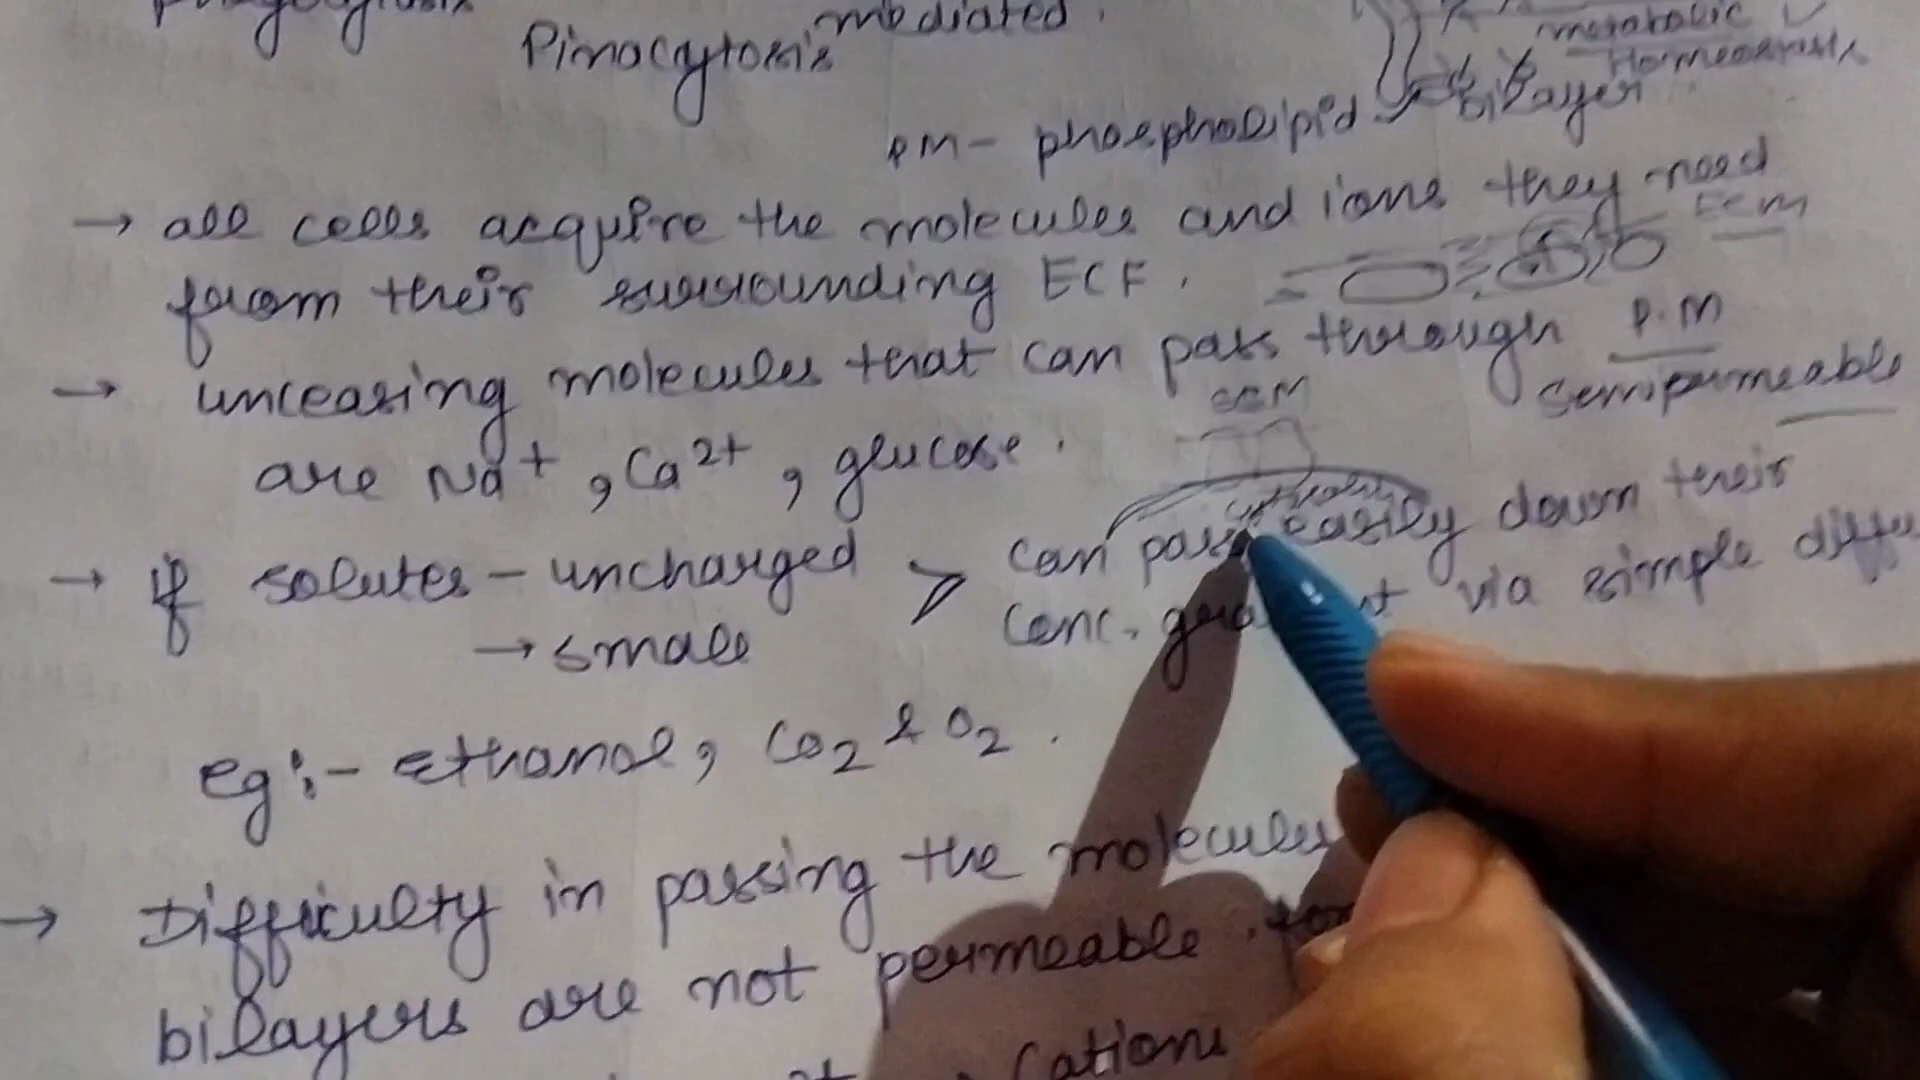 mediated.
Pinocytosis
metabolic
Homeostasis
PM- phospholipid bilayer
→ all cells acquire the molecules and ions they need
ECM
from their surrounding ECF.
P.M
→ unceasing molecules that can pass through
Semipermeable
are Na+, Ca2+, glucose.
→ if solutes - uncharged > can pass easily down their
→ small
conc. via simple
eg:- Ethanol, CO2 & O2.
→ Difficulty in passing the molecules
bilayers are not permeable.
cations